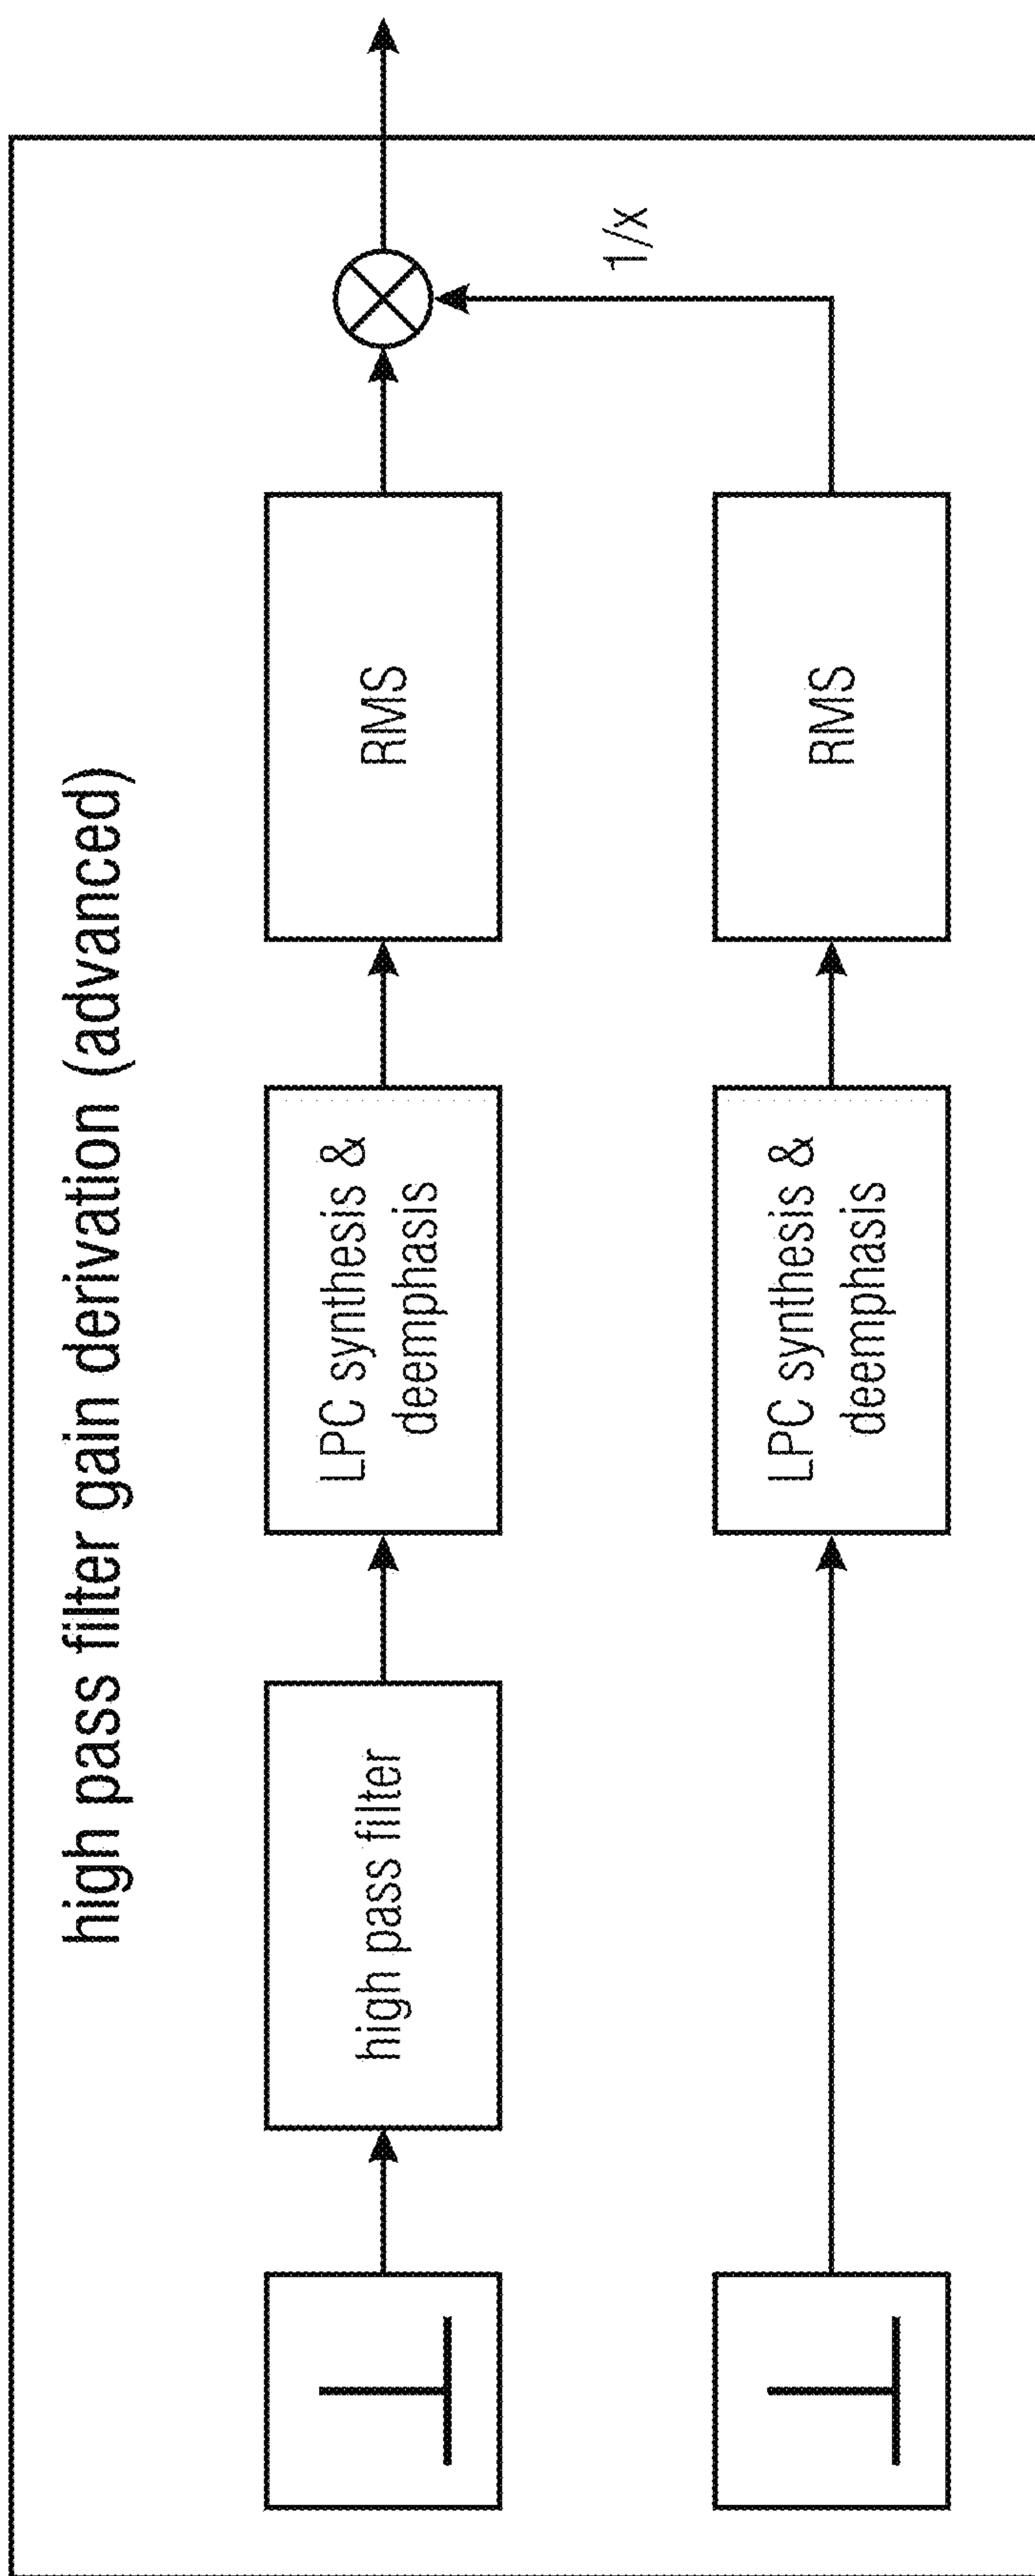 high pass filter gain derivation (advanced)
high pass filter
LPC synthesis &
deemphasis
RMS
1/x
LPC synthesis &
deemphasis
RMS